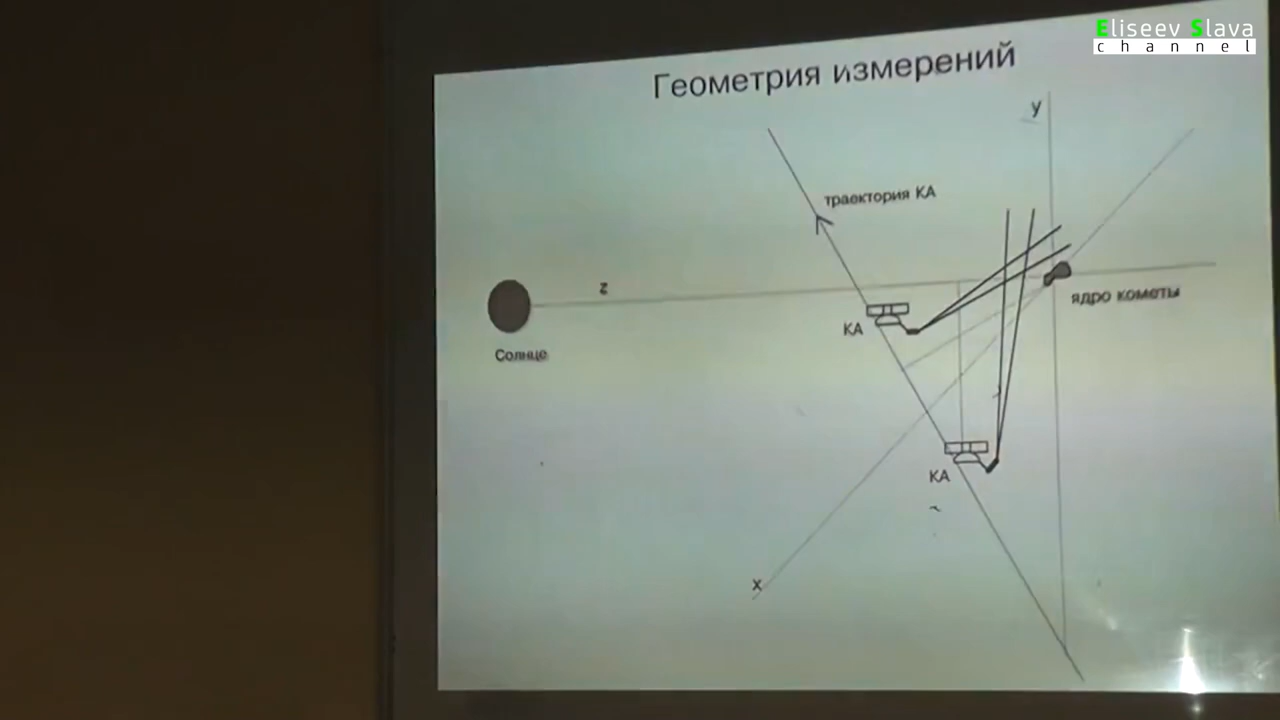 Eliseev Slava
channel
Геометрия измерений
y
траектория КА
z
ядро кометы
КА
Солнце
КА
x